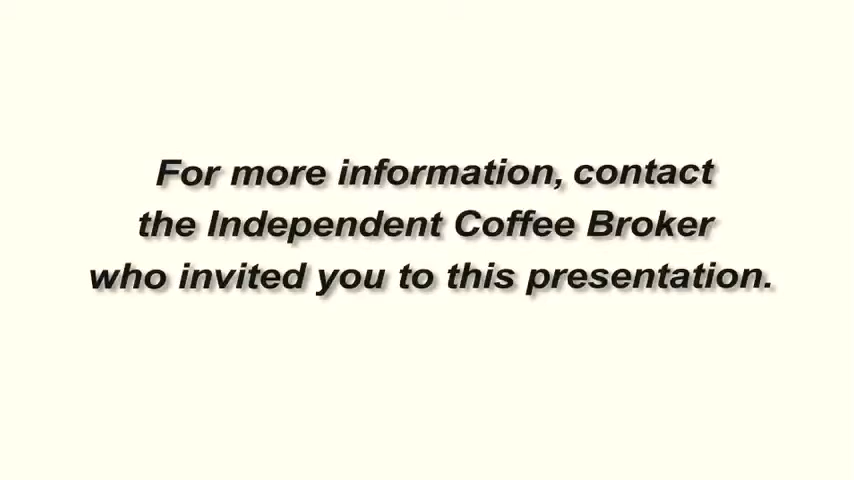 For more information, contact
the Independent Coffee Broker
who invited you to this presentation.